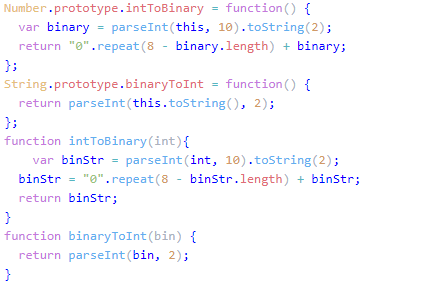 Number.prototype.intToBinary = function() {
  var binary = parseInt(this, 10).toString(2);
  return "0".repeat(8 - binary.length) + binary;
};
String.prototype.binaryToInt = function() {
  return parseInt(this.toString(), 2);
};
function intToBinary(int){
    var binStr = parseInt(int, 10).toString(2);
  binStr = "0".repeat(8 - binStr.length) + binStr;
  return binStr;
}
function binaryToInt(bin) {
  return parseInt(bin, 2);
}